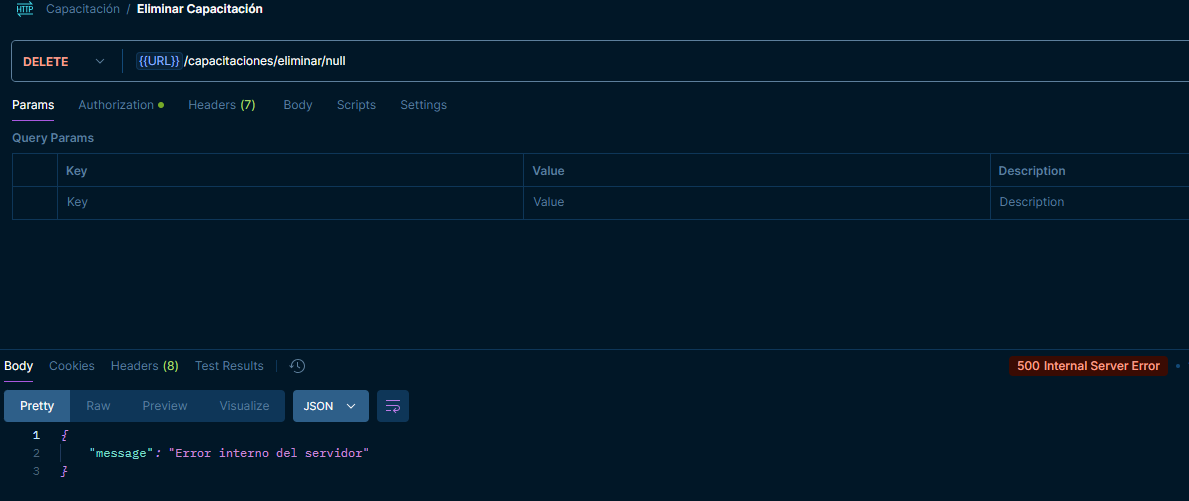 HTTP Capacitación / Eliminar Capacitación
DELETE {{URL}}/capacitaciones/eliminar/null
Params Authorization Headers (7) Body Scripts Settings
Query Params
Key Value Description
Key Value Description
Body Cookies Headers (8) Test Results 500 Internal Server Error
Pretty Raw Preview Visualize JSON
1 {
2 "message": "Error interno del servidor"
3 }